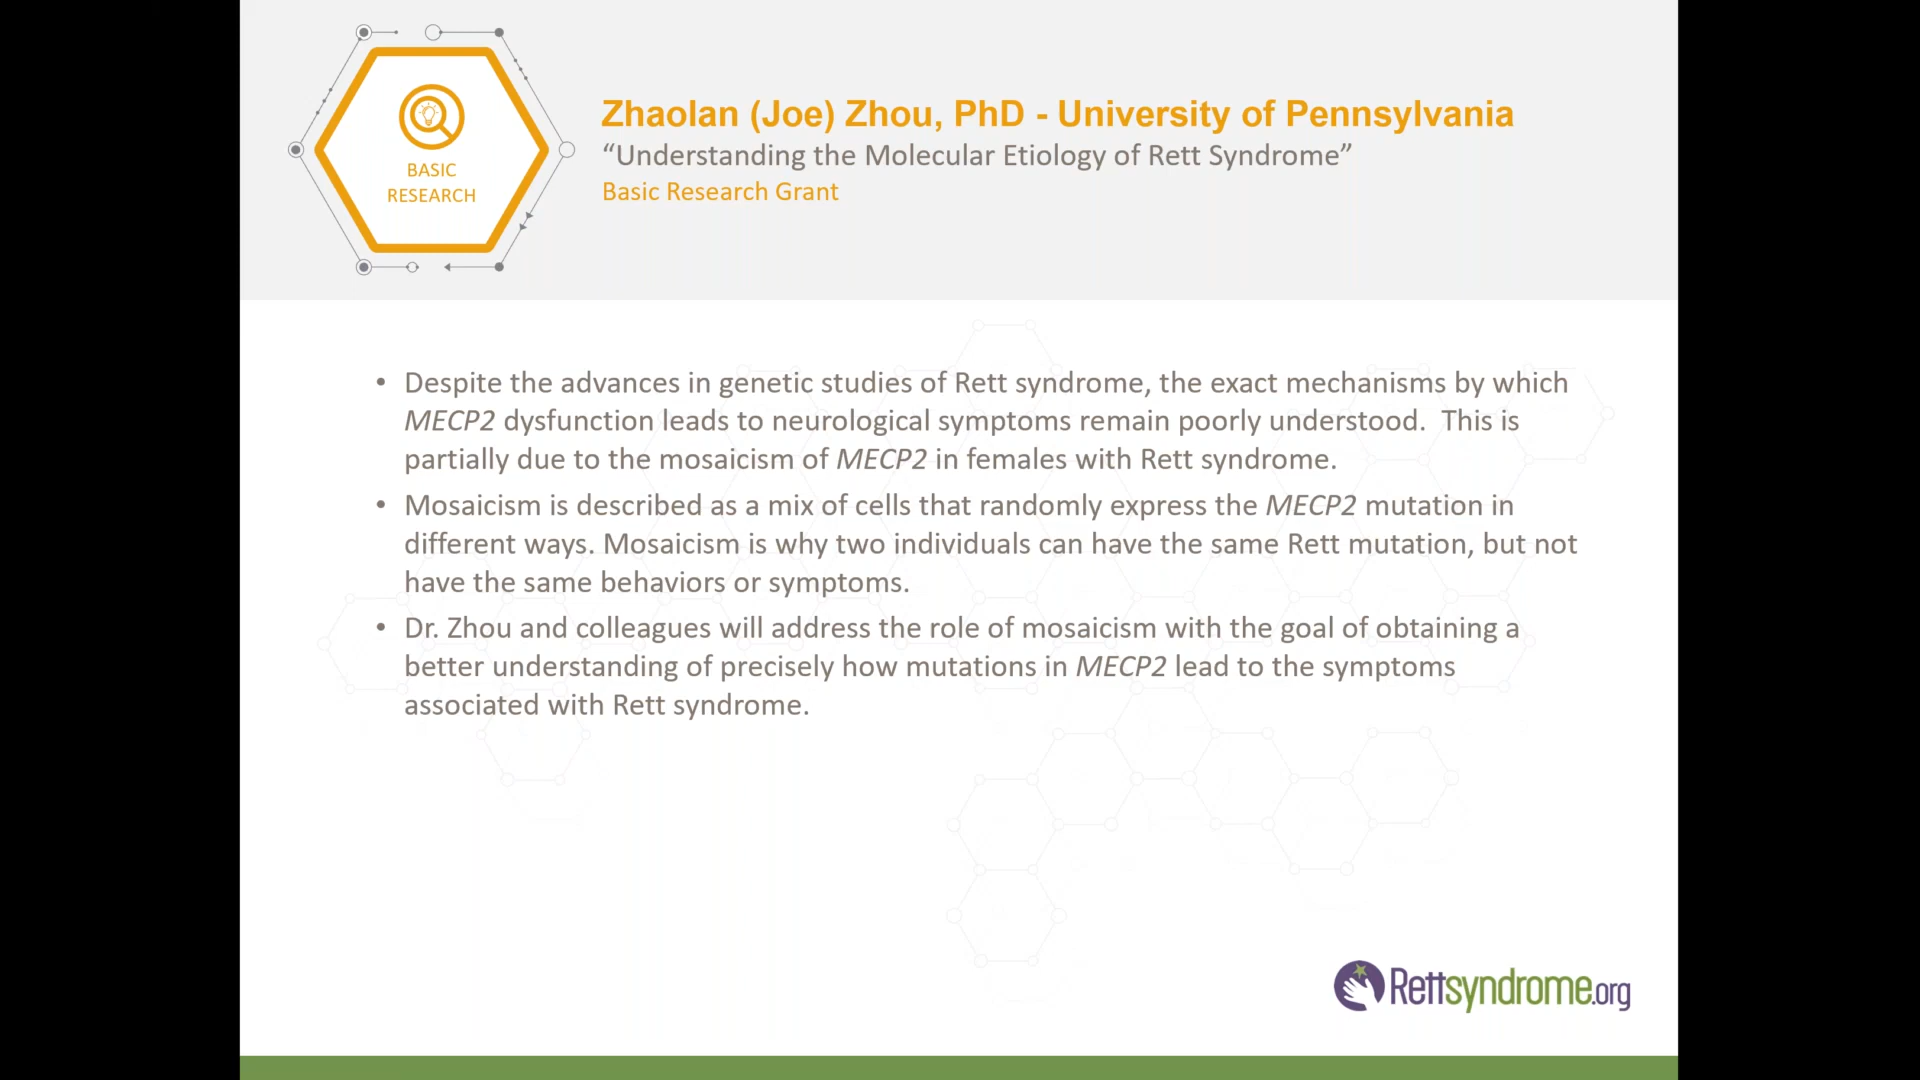 BASIC
RESEARCH
Zhaolan (Joe) Zhou, PhD - University of Pennsylvania
“Understanding the Molecular Etiology of Rett Syndrome”
Basic Research Grant
• Despite the advances in genetic studies of Rett syndrome, the exact mechanisms by which
MECP2 dysfunction leads to neurological symptoms remain poorly understood.  This is
partially due to the mosaicism of MECP2 in females with Rett syndrome.
• Mosaicism is described as a mix of cells that randomly express the MECP2 mutation in
different ways. Mosaicism is why two individuals can have the same Rett mutation, but not
have the same behaviors or symptoms.
• Dr. Zhou and colleagues will address the role of mosaicism with the goal of obtaining a
better understanding of precisely how mutations in MECP2 lead to the symptoms
associated with Rett syndrome.
Rettsyndrome.org